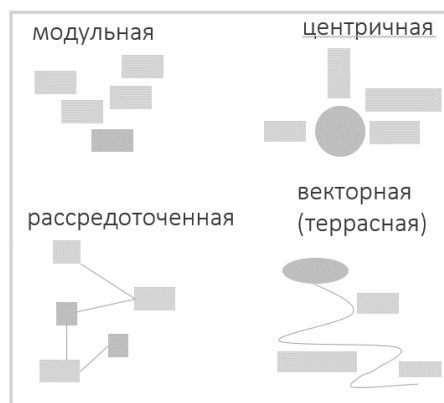 модульная
центричная
рассредоточенная
векторная
(террасная)